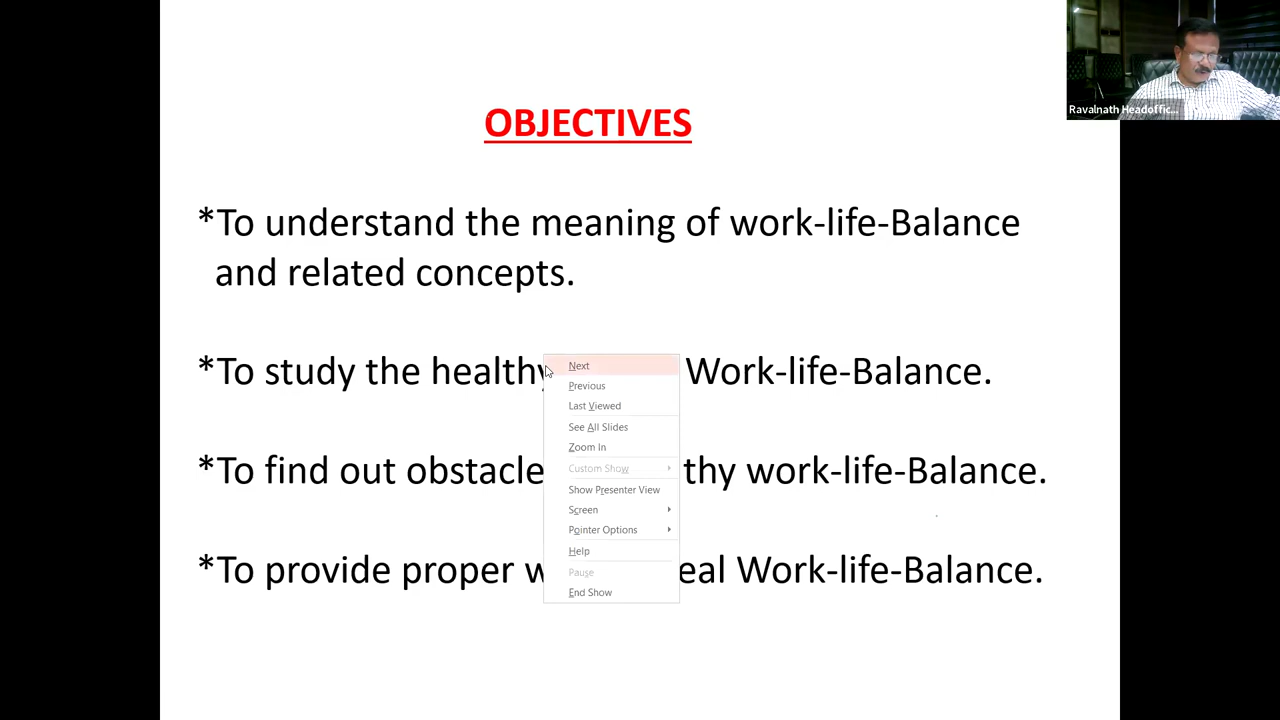 Ravalnath Headoffic...
OBJECTIVES
*To understand the meaning of work-life-Balance
and related concepts.
*To study the healthy Work-life-Balance.
*To find out obstacle thy work-life-Balance.
*To provide proper w eal Work-life-Balance.
Next
Previous
Last Viewed
See All Slides
Zoom In
Custom Show
Show Presenter View
Screen
Pointer Options
Help
Pause
End Show